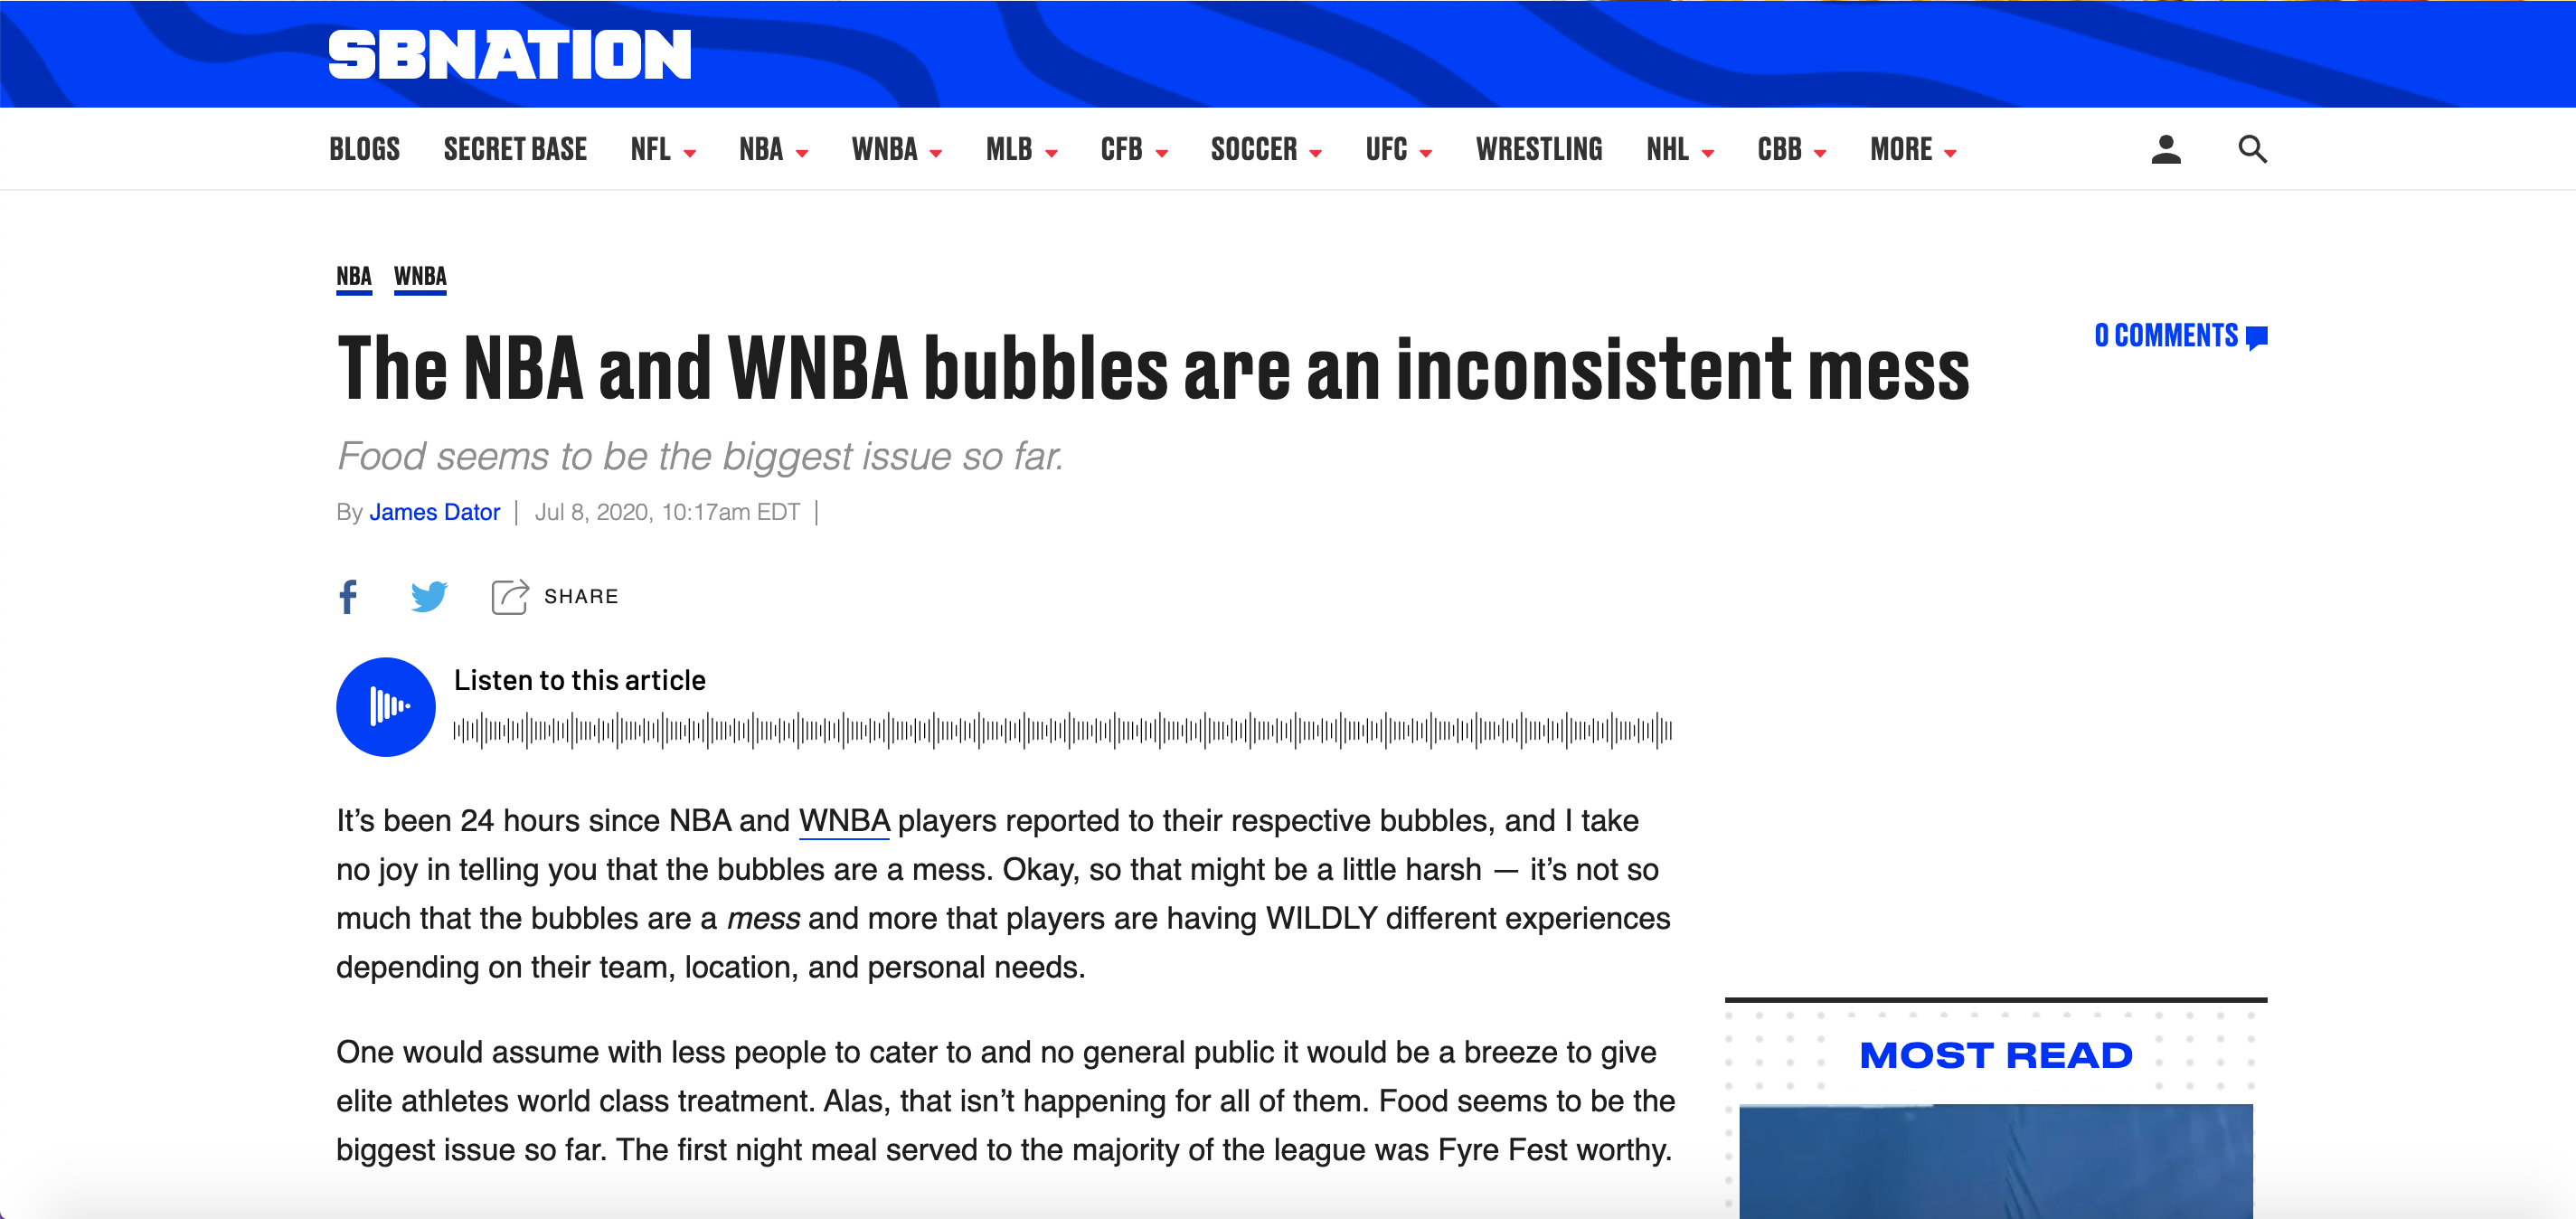 SBNATION
BLOGS SECRET BASE NFL NBA WNBA MLB CFB SOCCER UFC WRESTLING NHL CBB MORE
NBA WNBA
The NBA and WNBA bubbles are an inconsistent mess
0 COMMENTS
Food seems to be the biggest issue so far.
By James Dator | Jul 8, 2020, 10:17am EDT |
SHARE
Listen to this article
It’s been 24 hours since NBA and WNBA players reported to their respective bubbles, and I take
no joy in telling you that the bubbles are a mess. Okay, so that might be a little harsh — it’s not so
much that the bubbles are a mess and more that players are having WILDLY different experiences
depending on their team, location, and personal needs.
One would assume with less people to cater to and no general public it would be a breeze to give
elite athletes world class treatment. Alas, that isn’t happening for all of them. Food seems to be the
biggest issue so far. The first night meal served to the majority of the league was Fyre Fest worthy.
MOST READ